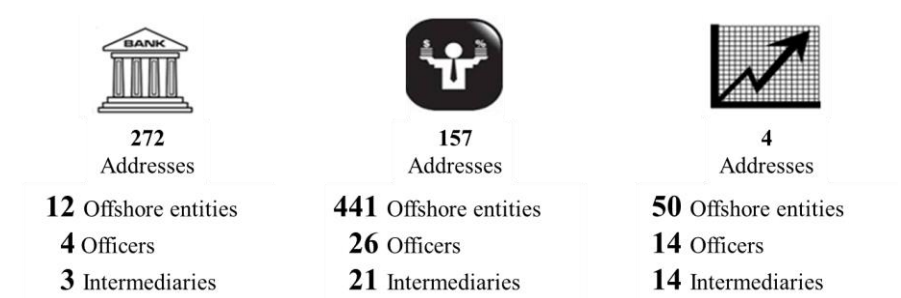 BANK
272
Addresses
12 Offshore entities
4 Officers
3 Intermediaries
$ %
157
Addresses
441 Offshore entities
26 Officers
21 Intermediaries
4
Addresses
50 Offshore entities
14 Officers
14 Intermediaries